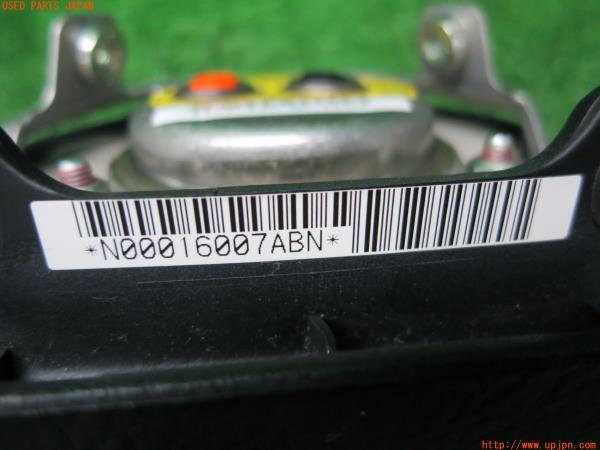 USED PARTS JAPAN
*N00016007ABN*
http://www.upjpn.com/